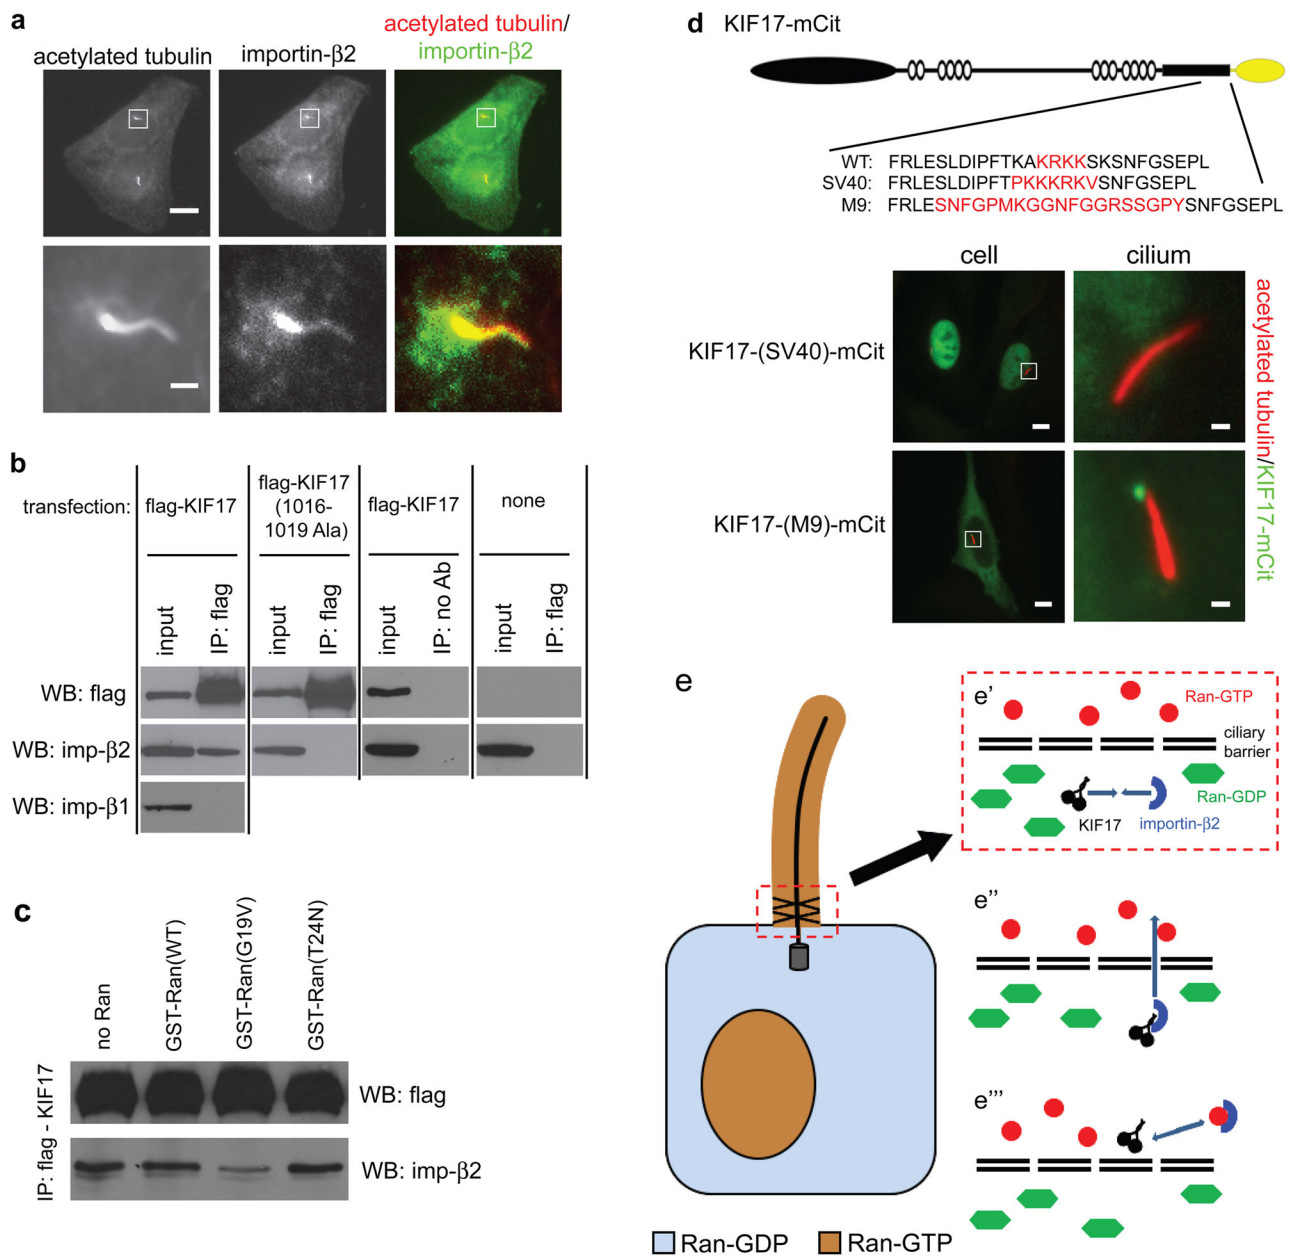 a
acetylated tubulin
importin-β2
acetylated tubulin/
importin-β2
b
transfection:
flag-KIF17
flag-KIF17
(1016-
1019 Ala)
flag-KIF17
none
input
IP: flag
input
IP: flag
input
IP: no Ab
input
IP: flag
WB: flag
WB: imp-β2
WB: imp-β1
c
no Ran
GST-Ran(WT)
GST-Ran(G19V)
GST-Ran(T24N)
IP: flag - KIF17
WB: flag
WB: imp-β2
d
KIF17-mCit
WT: FRLESLDIPFTKAKRKKSKSNFGSEPL
SV40: FRLESLDIPFTPKKKRKVSNFGSEPL
M9: FRLESNFGPMKGGNFGGRSSGPYSNFGSEPL
cell
cilium
KIF17-(SV40)-mCit
KIF17-(M9)-mCit
acetylated tubulin/KIF17-mCit
e
Ran-GDP
Ran-GTP
e'
Ran-GTP
ciliary
barrier
Ran-GDP
KIF17
importin-β2
e''
e'''